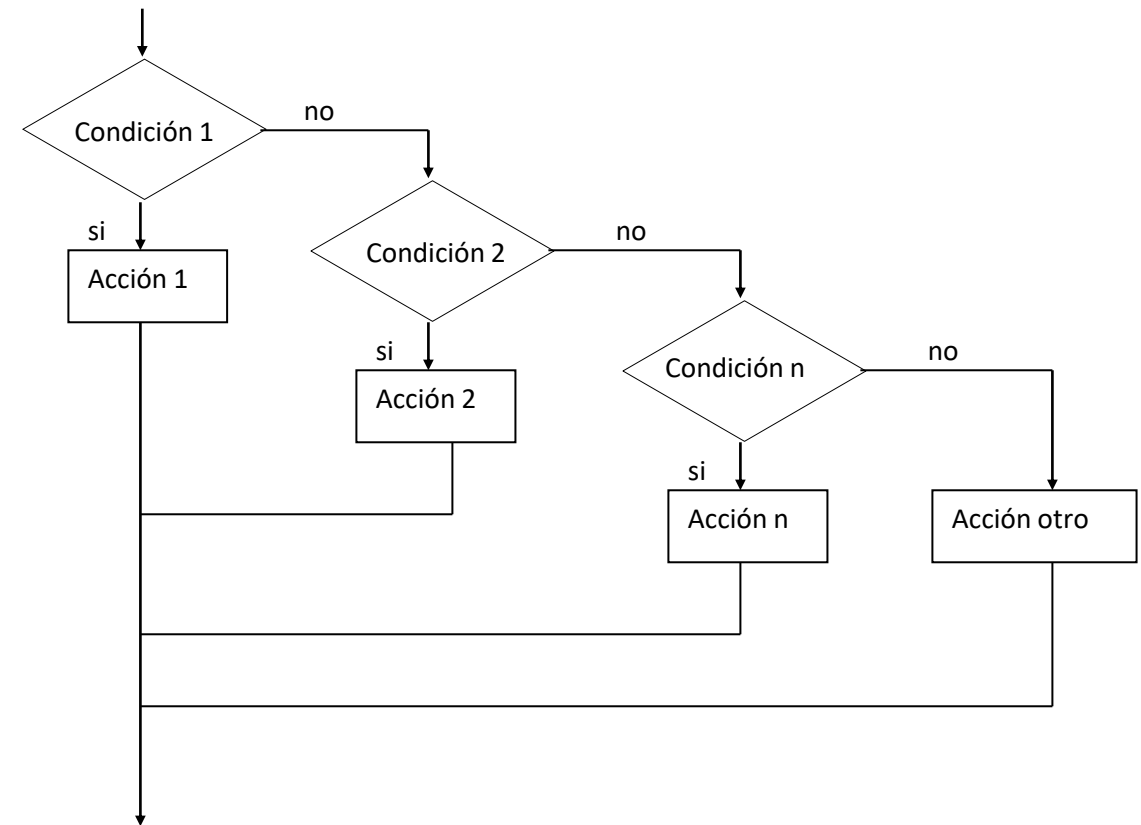 no
Condición 1
si
Acción 1
no
Condición 2
si
Acción 2
no
Condición n
si
Acción n
Acción otro